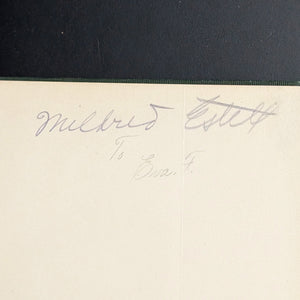 Mildred Estell
To
Eva. F.